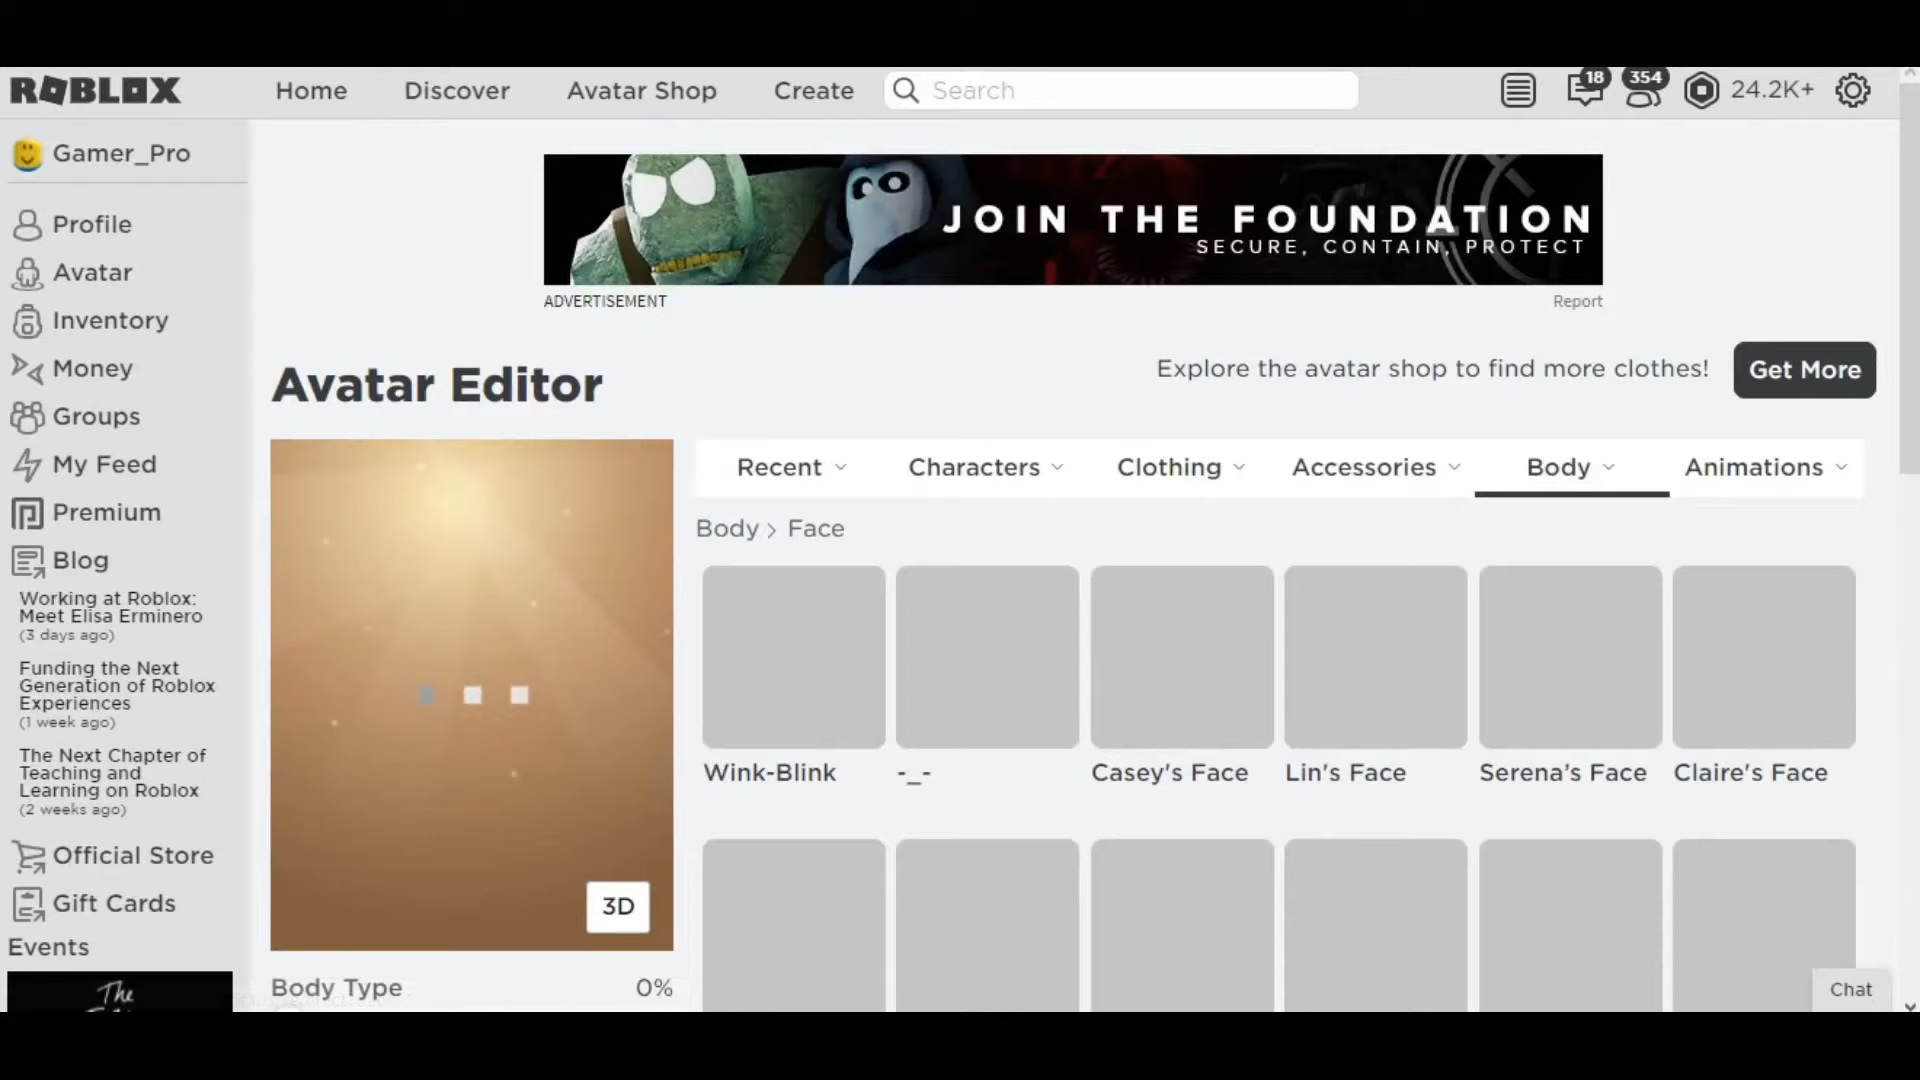 ROBLOX
Home
Discover
Avatar Shop
Create
Search
18
354
24.2K+
Gamer_Pro
Profile
Avatar
Inventory
Money
Groups
My Feed
Premium
Blog
Working at Roblox:
Meet Elisa Erminero
(3 days ago)
Funding the Next
Generation of Roblox
Experiences
(1 week ago)
The Next Chapter of
Teaching and
Learning on Roblox
(2 weeks ago)
Official Store
Gift Cards
Events
The
JOIN THE FOUNDATION
SECURE, CONTAIN, PROTECT
ADVERTISEMENT
Report
Avatar Editor
Explore the avatar shop to find more clothes!
Get More
3D
Body Type
0%
Recent
Characters
Clothing
Accessories
Body
Animations
Body > Face
Wink-Blink
-_-
Casey's Face
Lin's Face
Serena's Face
Claire's Face
Chat